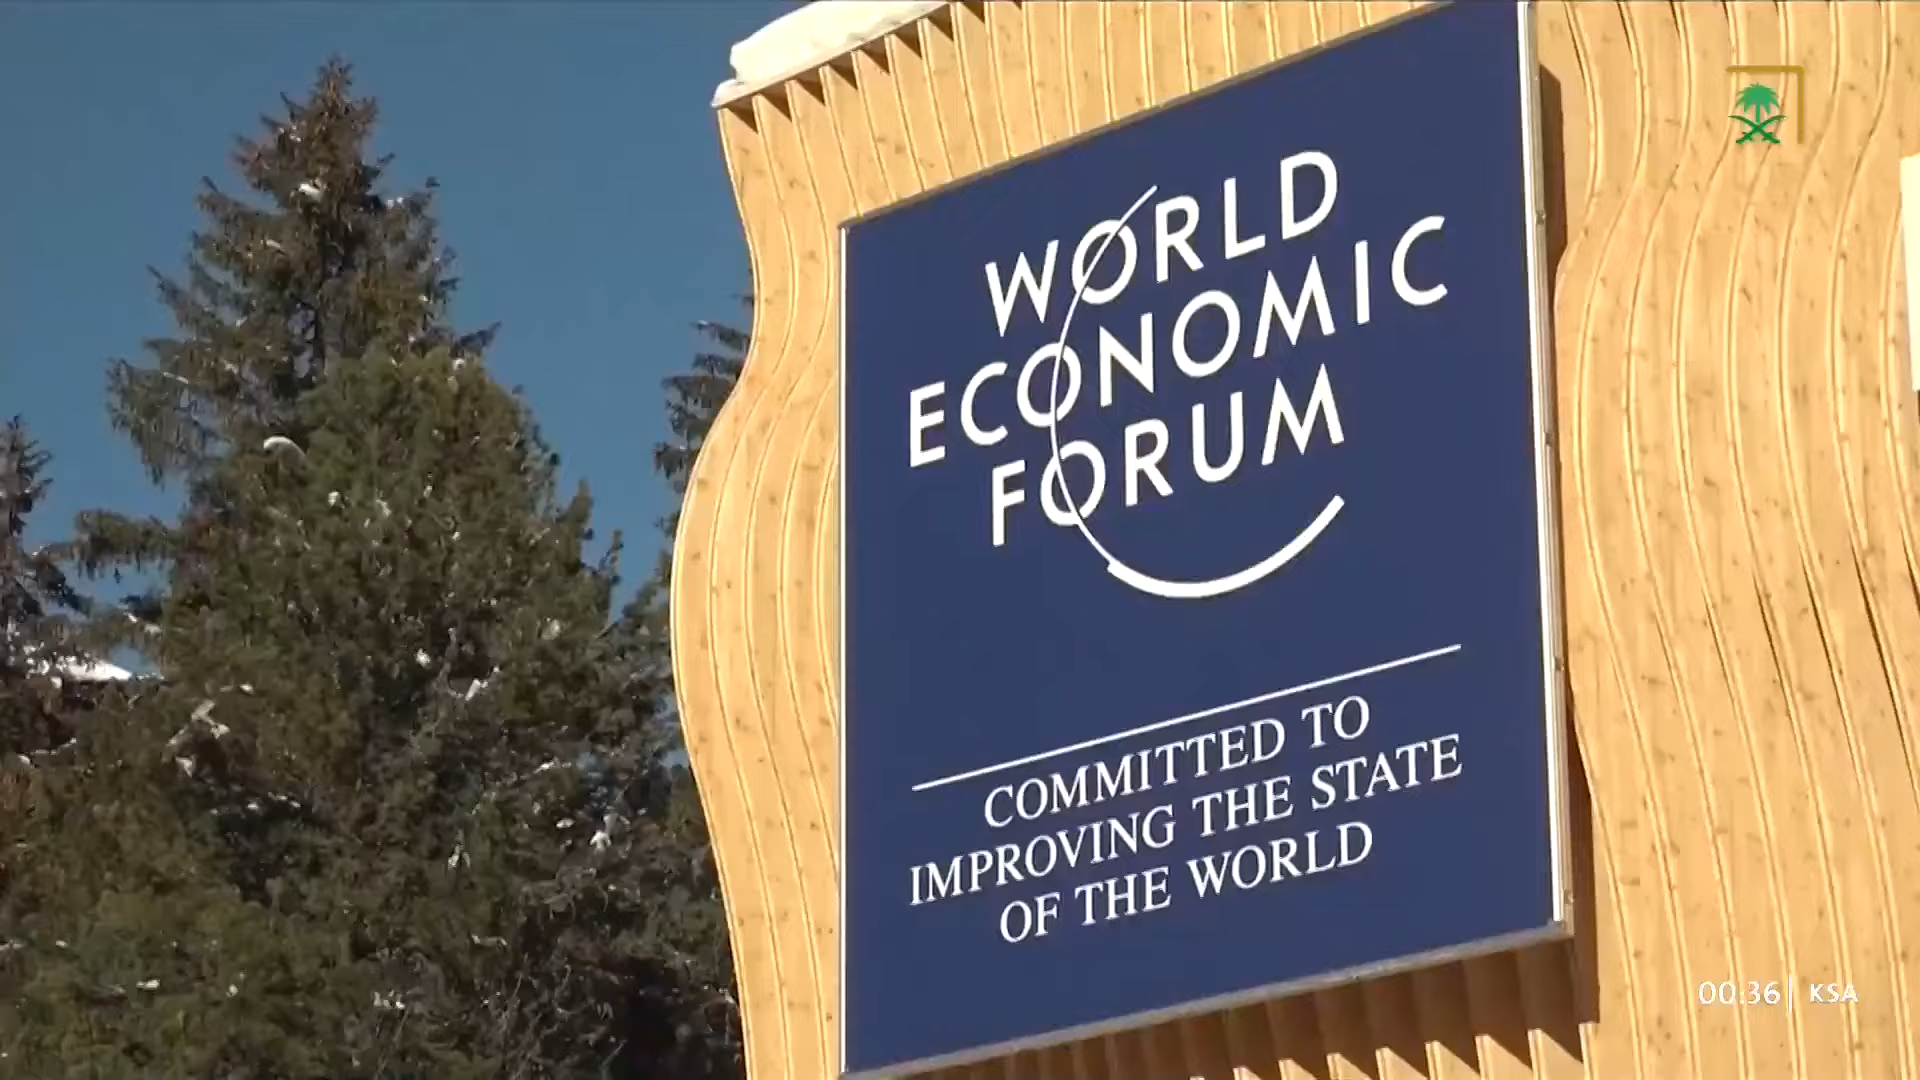 WORLD
ECONOMIC
FORUM
COMMITTED TO
IMPROVING THE STATE
OF THE WORLD
00:36 KSA